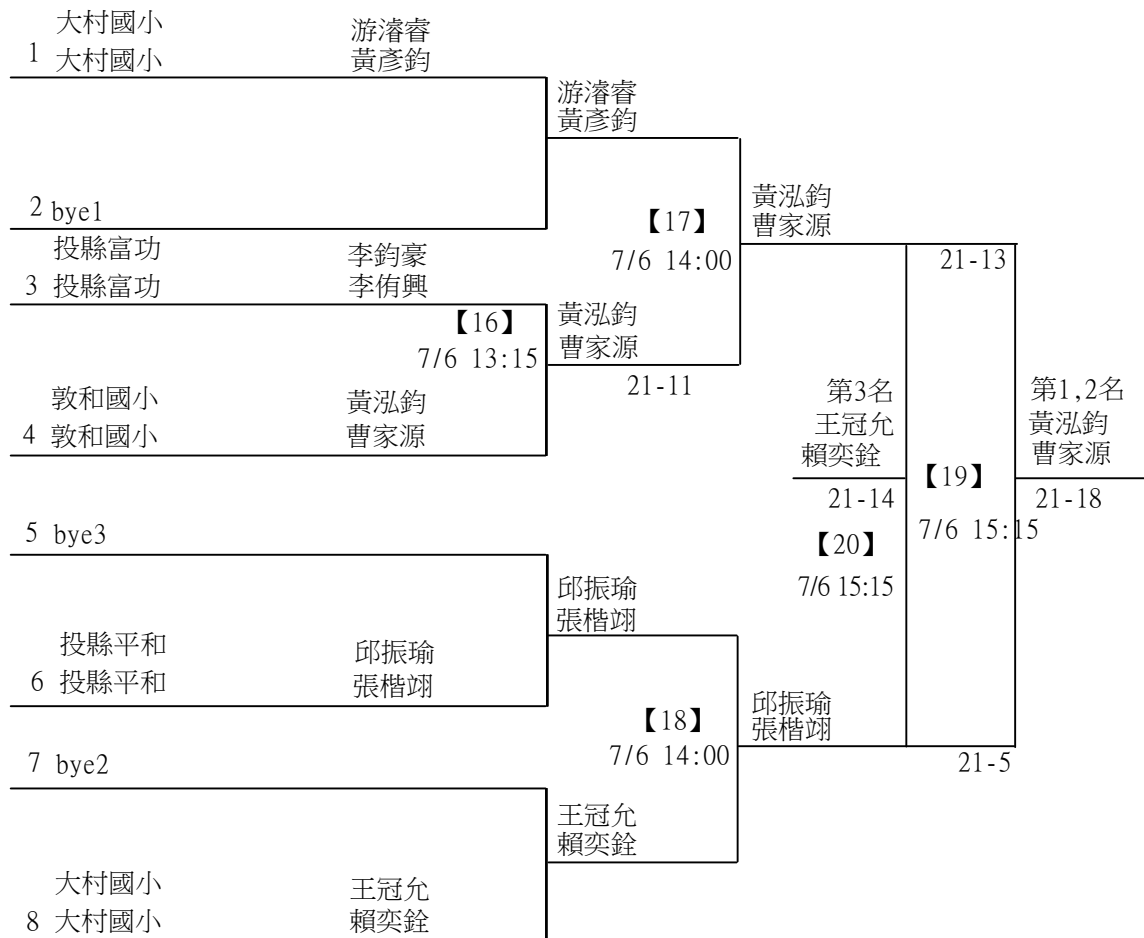 大村國小 游濬睿
1 大村國小 黃彥鈞
游濬睿
黃彥鈞
2 bye1
黃泓鈞
曹家源
【17】
7/6 14:00
21-13
投縣富功 李鈞豪
3 投縣富功 李侑興
【16】
7/6 13:15
黃泓鈞
曹家源
21-11
敦和國小 黃泓鈞
4 敦和國小 曹家源
第3名
王冠允
賴奕銓
21-14
【20】
7/6 15:15
【19】
7/6 15:15
第1,2名
黃泓鈞
曹家源
21-18
5 bye3
邱振瑜
張楷翊
投縣平和 邱振瑜
6 投縣平和 張楷翊
【18】
7/6 14:00
邱振瑜
張楷翊
21-5
7 bye2
王冠允
賴奕銓
大村國小 王冠允
8 大村國小 賴奕銓